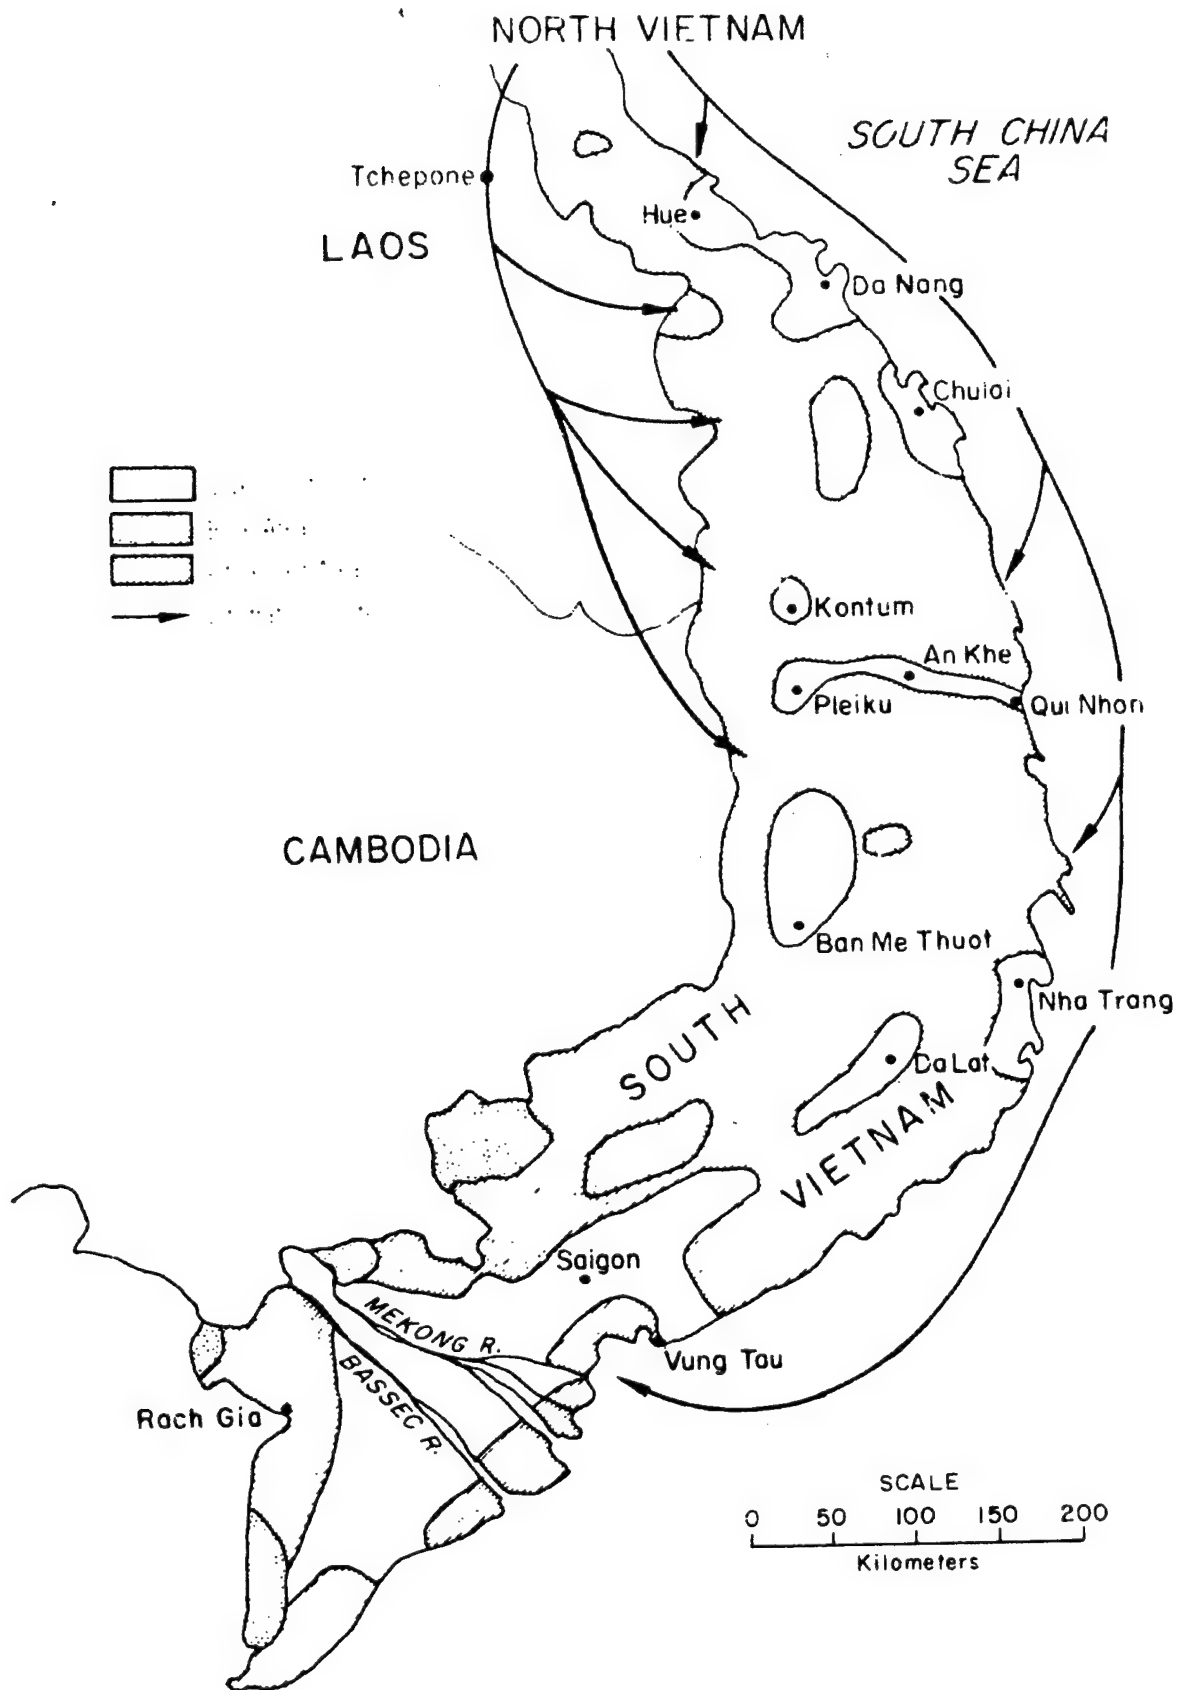 NORTH VIETNAM
SOUTH CHINA
SEA
Tchepone
Hue
LAOS
Da Nang
Chulai
Kontum
An Khe
Pleiku
Qui Nhon
CAMBODIA
Ban Me Thuot
Nha Trang
SOUTH
Da Lat
VIETNAM
Saigon
MEKONG R.
Vung Tau
BASSEC R.
Rach Gia
SCALE
0 50 100 150 200
Kilometers